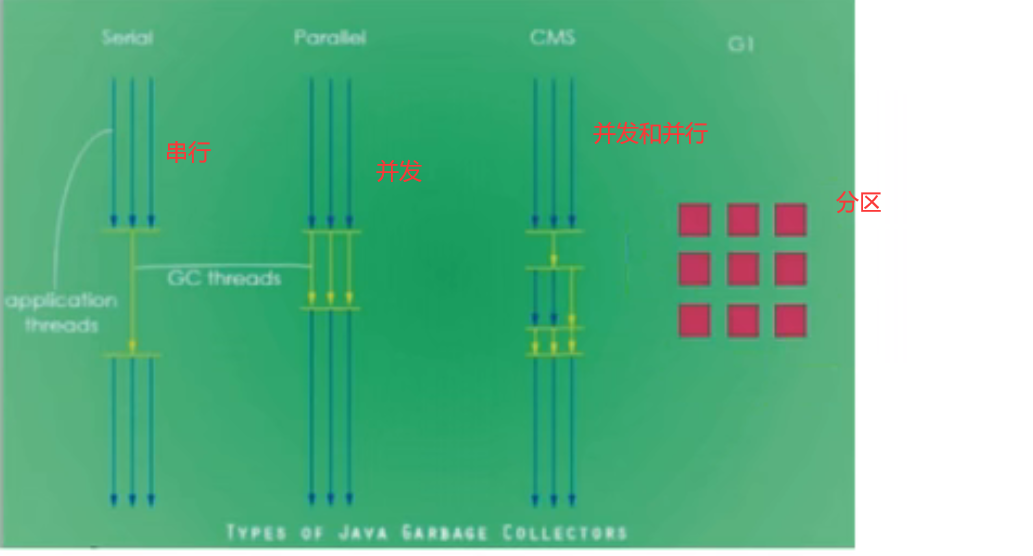 Serial
Parallel
CMS
G1
串行
并发
并发和并行
分区
GC threads
application
threads
TYPES OF JAVA GARBAGE COLLECTORS